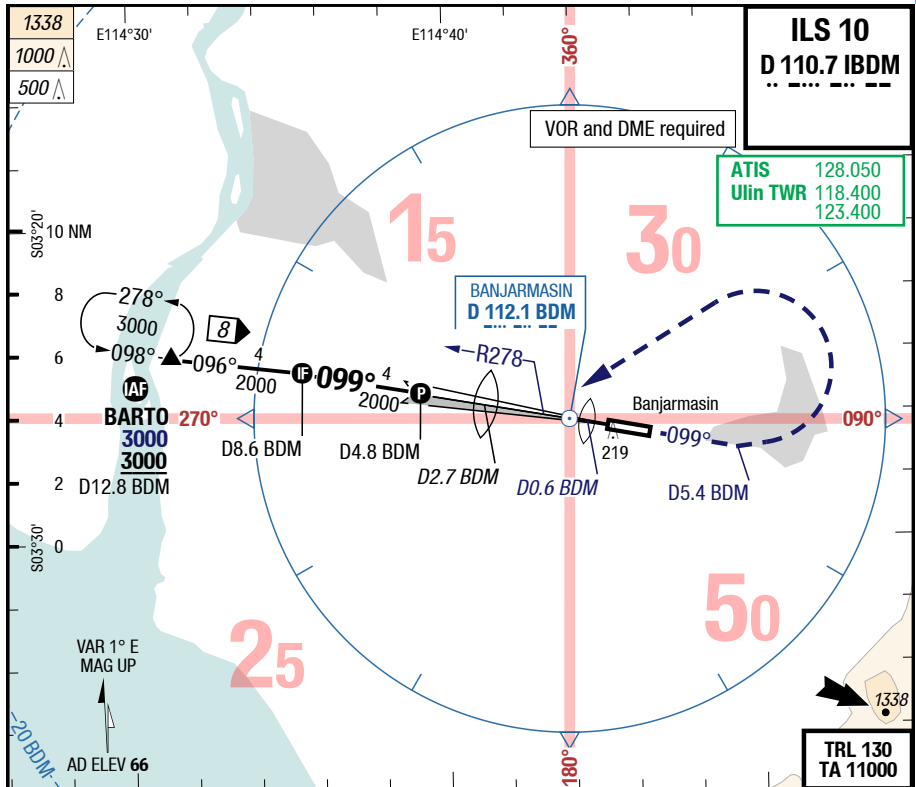 1338
1000
500
E114°30'
E114°40'
360°
ILS 10
D 110.7 IBDM
VOR and DME required
ATIS 128.050
Ulin TWR 118.400
123.400
S03°20'
10 NM
8
6
4
2
0
S03°30'
15
30
25
50
278°
3000
098°
8
096°
4
2000
IF
099°
4
2000
P
BANJARMASIN
D 112.1 BDM
R278
IAF
BARTO
3000
3000
D12.8 BDM
270°
D8.6 BDM
D4.8 BDM
D2.7 BDM
D0.6 BDM
Banjarmasin
219
099°
D5.4 BDM
090°
VAR 1° E
MAG UP
AD ELEV 66
20 BDM
180°
1338
TRL 130
TA 11000